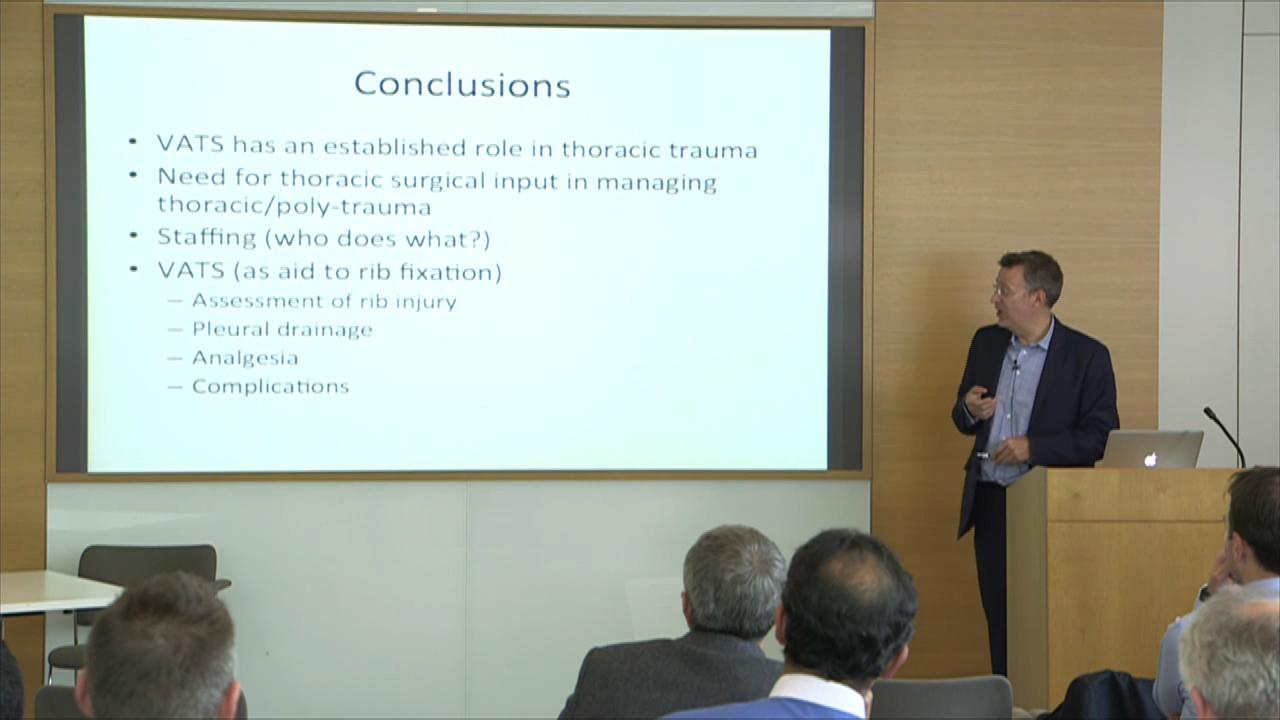 Conclusions
• VATS has an established role in thoracic trauma
• Need for thoracic surgical input in managing
thoracic/poly-trauma
• Staffing (who does what?)
• VATS (as aid to rib fixation)
– Assessment of rib injury
– Pleural drainage
– Analgesia
– Complications